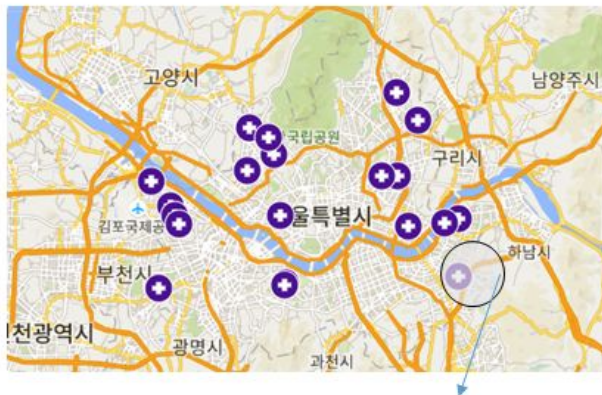 고양시
남양주시
국립공원
구리시
울특별시
김포국제공
하남시
부천시
천광역시
광명시
과천시